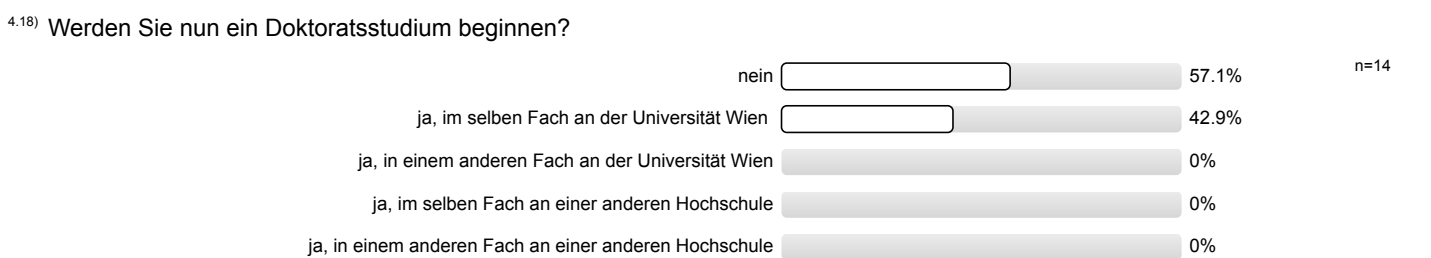 4.18) Werden Sie nun ein Doktoratsstudium beginnen?
nein 57.1% n=14
ja, im selben Fach an der Universität Wien 42.9%
ja, in einem anderen Fach an der Universität Wien 0%
ja, im selben Fach an einer anderen Hochschule 0%
ja, in einem anderen Fach an einer anderen Hochschule 0%